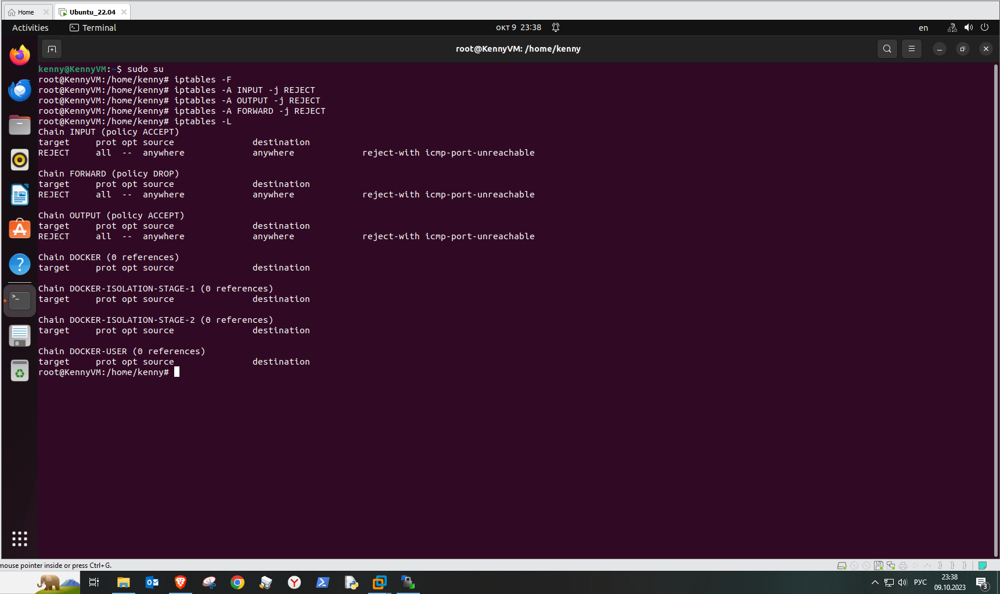 Home
Ubuntu_22.04
Activities
Terminal
окт 9 23:38
en
root@KennyVM: /home/kenny
kenny@KennyVM:~$ sudo su
root@KennyVM:/home/kenny# iptables -F
root@KennyVM:/home/kenny# iptables -A INPUT -j REJECT
root@KennyVM:/home/kenny# iptables -A OUTPUT -j REJECT
root@KennyVM:/home/kenny# iptables -A FORWARD -j REJECT
root@KennyVM:/home/kenny# iptables -L
Chain INPUT (policy ACCEPT)
target     prot opt source               destination
REJECT     all  --  anywhere             anywhere             reject-with icmp-port-unreachable
Chain FORWARD (policy DROP)
target     prot opt source               destination
REJECT     all  --  anywhere             anywhere             reject-with icmp-port-unreachable
Chain OUTPUT (policy ACCEPT)
target     prot opt source               destination
REJECT     all  --  anywhere             anywhere             reject-with icmp-port-unreachable
Chain DOCKER (0 references)
target     prot opt source               destination
Chain DOCKER-ISOLATION-STAGE-1 (0 references)
target     prot opt source               destination
Chain DOCKER-ISOLATION-STAGE-2 (0 references)
target     prot opt source               destination
Chain DOCKER-USER (0 references)
target     prot opt source               destination
root@KennyVM:/home/kenny#
mouse pointer inside or press Ctrl+G.
РУС
23:38
09.10.2023
3